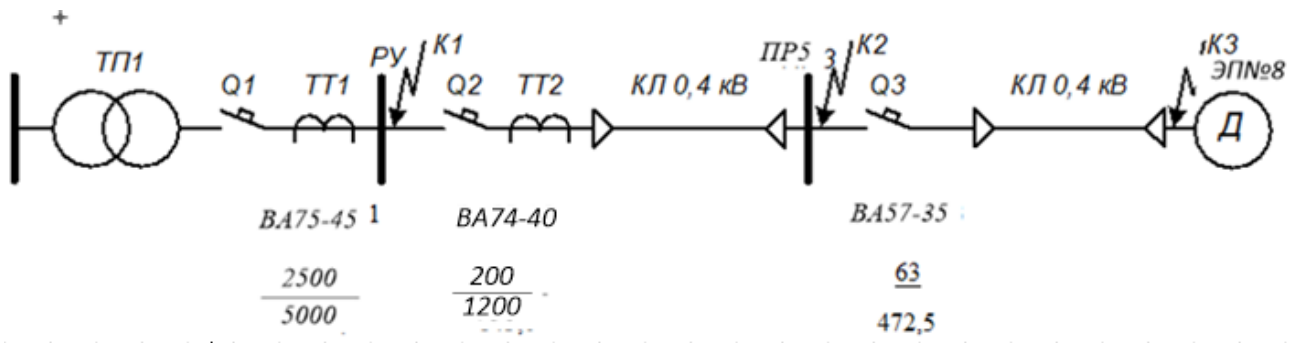 +
ТП1
Q1
ТТ1
РУ
К1
Q2
ТТ2
КЛ 0,4 кВ
ПР5 3
К2
Q3
КЛ 0,4 кВ
К3
ЭП№8
Д
ВА75-45 1
ВА74-40
ВА57-35
2500
5000
200
1200
63
472,5